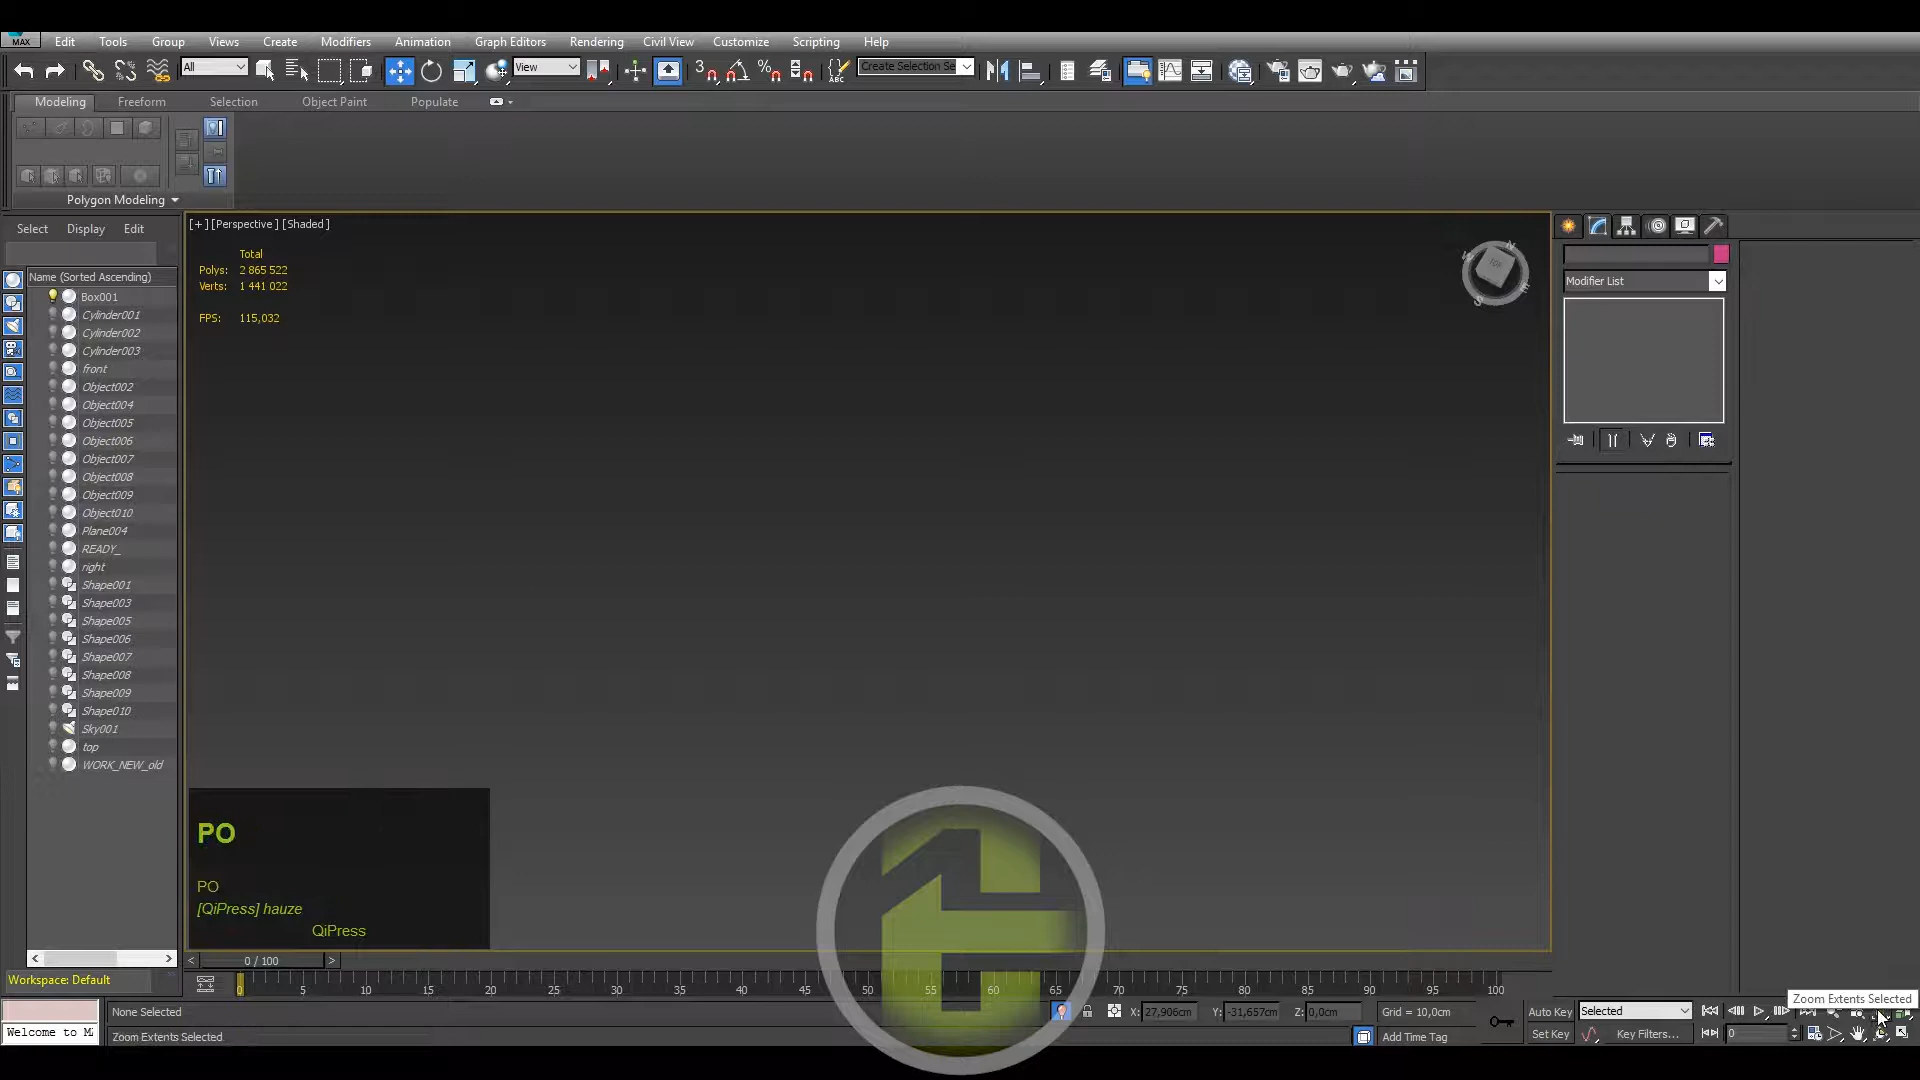 MAX Edit Tools Group Views Create Modifiers Animation Graph Editors Rendering Civil View Customize Scripting Help
All View 3 Create Selection Se
Modeling Freeform Selection Object Paint Populate
Polygon Modeling
Select Display Edit
Name (Sorted Ascending)
Box001
Cylinder001
Cylinder002
Cylinder003
front
Object002
Object004
Object005
Object006
Object007
Object008
Object009
Object010
Plane004
READY_
right
Shape001
Shape003
Shape005
Shape006
Shape007
Shape008
Shape009
Shape010
Sky001
top
WORK_NEW_old
Workspace: Default
Welcome to M
[+] [Perspective] [Shaded]
Total
Polys: 2 865 522
Verts: 1 441 022
FPS: 115,032
TOP
PO
PO
[QiPress] hauze
QiPress
Modifier List
0 / 100
0 5 10 15 20 25 30 35 40 45 50 55 60 65 70 75 80 85 90 95 100
None Selected
X: 27,906cm Y: -31,657cm Z: 0,0cm Grid = 10,0cm
Auto Key Selected
Zoom Extents Selected
Zoom Extents Selected
Add Time Tag
Set Key Key Filters... 0